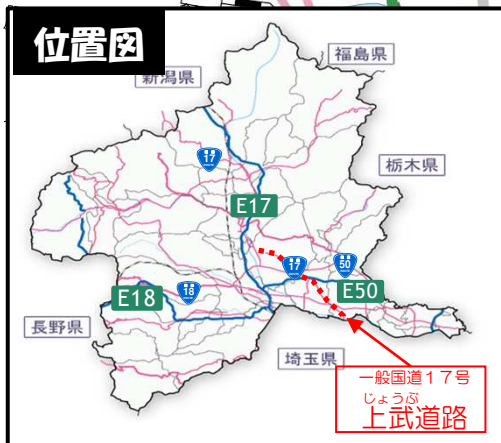 位置図
福島県
新潟県
17
栃木県
E17
17
50
18
E18
E50
長野県
埼玉県
一般国道17号
じょうぶ
上武道路